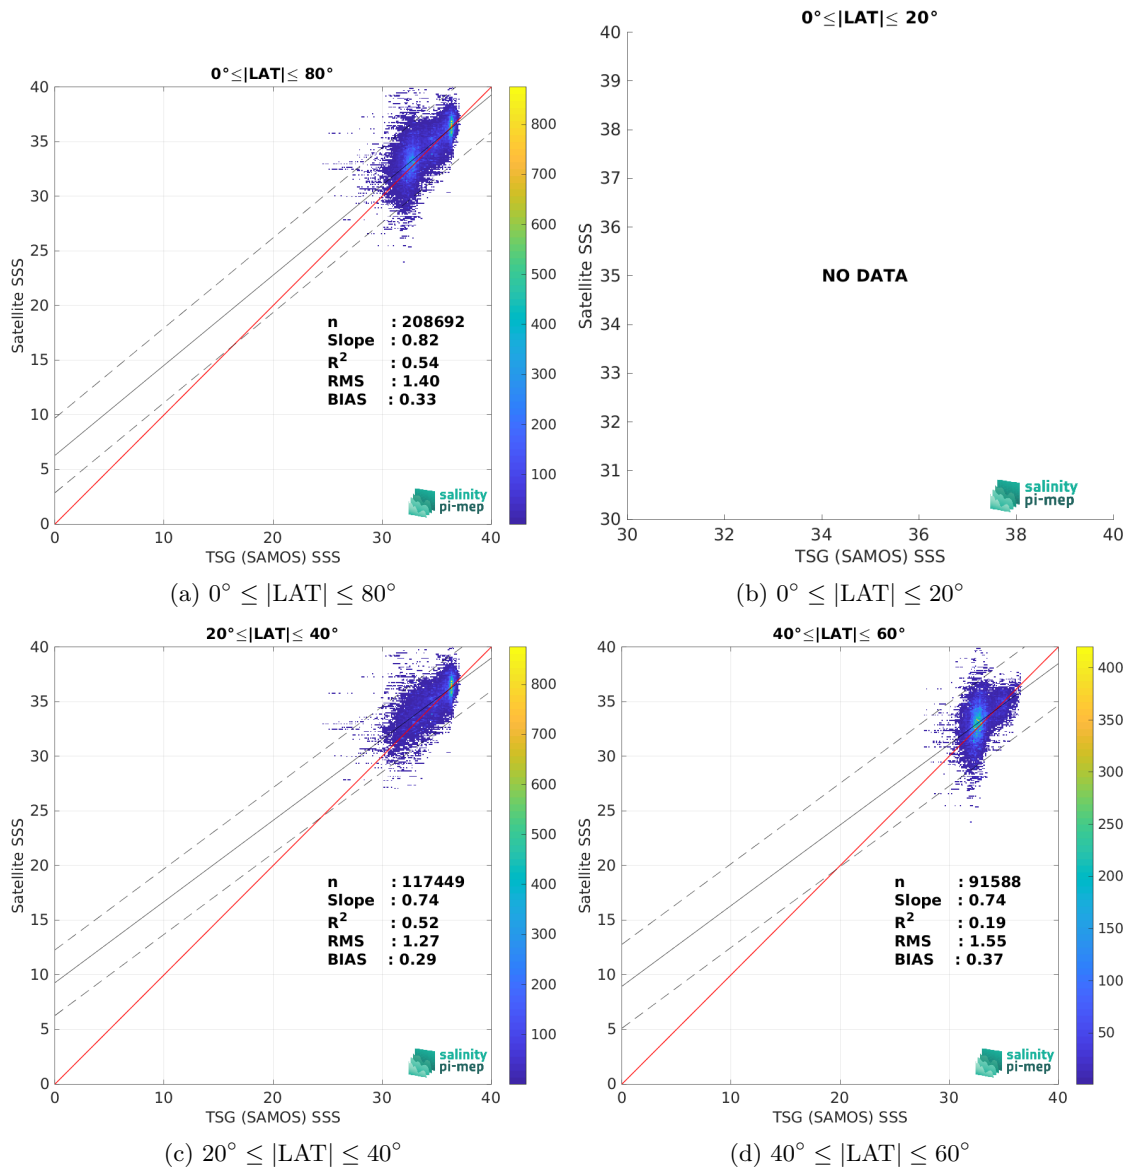 0°≤|LAT|≤ 80°
40
35
30
25
20
15
10
5
0
Satellite SSS
0
10
20
30
40
TSG (SAMOS) SSS
800
700
600
500
400
300
200
100
n : 208692
Slope : 0.82
R² : 0.54
RMS : 1.40
BIAS : 0.33
salinity
pi-mep
(a) 0° ≤ |LAT| ≤ 80°
0°≤|LAT|≤ 20°
40
39
38
37
36
35
34
33
32
31
30
Satellite SSS
NO DATA
30
32
34
36
38
40
TSG (SAMOS) SSS
salinity
pi-mep
(b) 0° ≤ |LAT| ≤ 20°
20°≤|LAT|≤ 40°
40
35
30
25
20
15
10
5
0
Satellite SSS
0
10
20
30
40
TSG (SAMOS) SSS
800
700
600
500
400
300
200
100
n : 117449
Slope : 0.74
R² : 0.52
RMS : 1.27
BIAS : 0.29
salinity
pi-mep
(c) 20° ≤ |LAT| ≤ 40°
40°≤|LAT|≤ 60°
40
35
30
25
20
15
10
5
0
Satellite SSS
0
10
20
30
40
TSG (SAMOS) SSS
400
350
300
250
200
150
100
50
n : 91588
Slope : 0.74
R² : 0.19
RMS : 1.55
BIAS : 0.37
salinity
pi-mep
(d) 40° ≤ |LAT| ≤ 60°